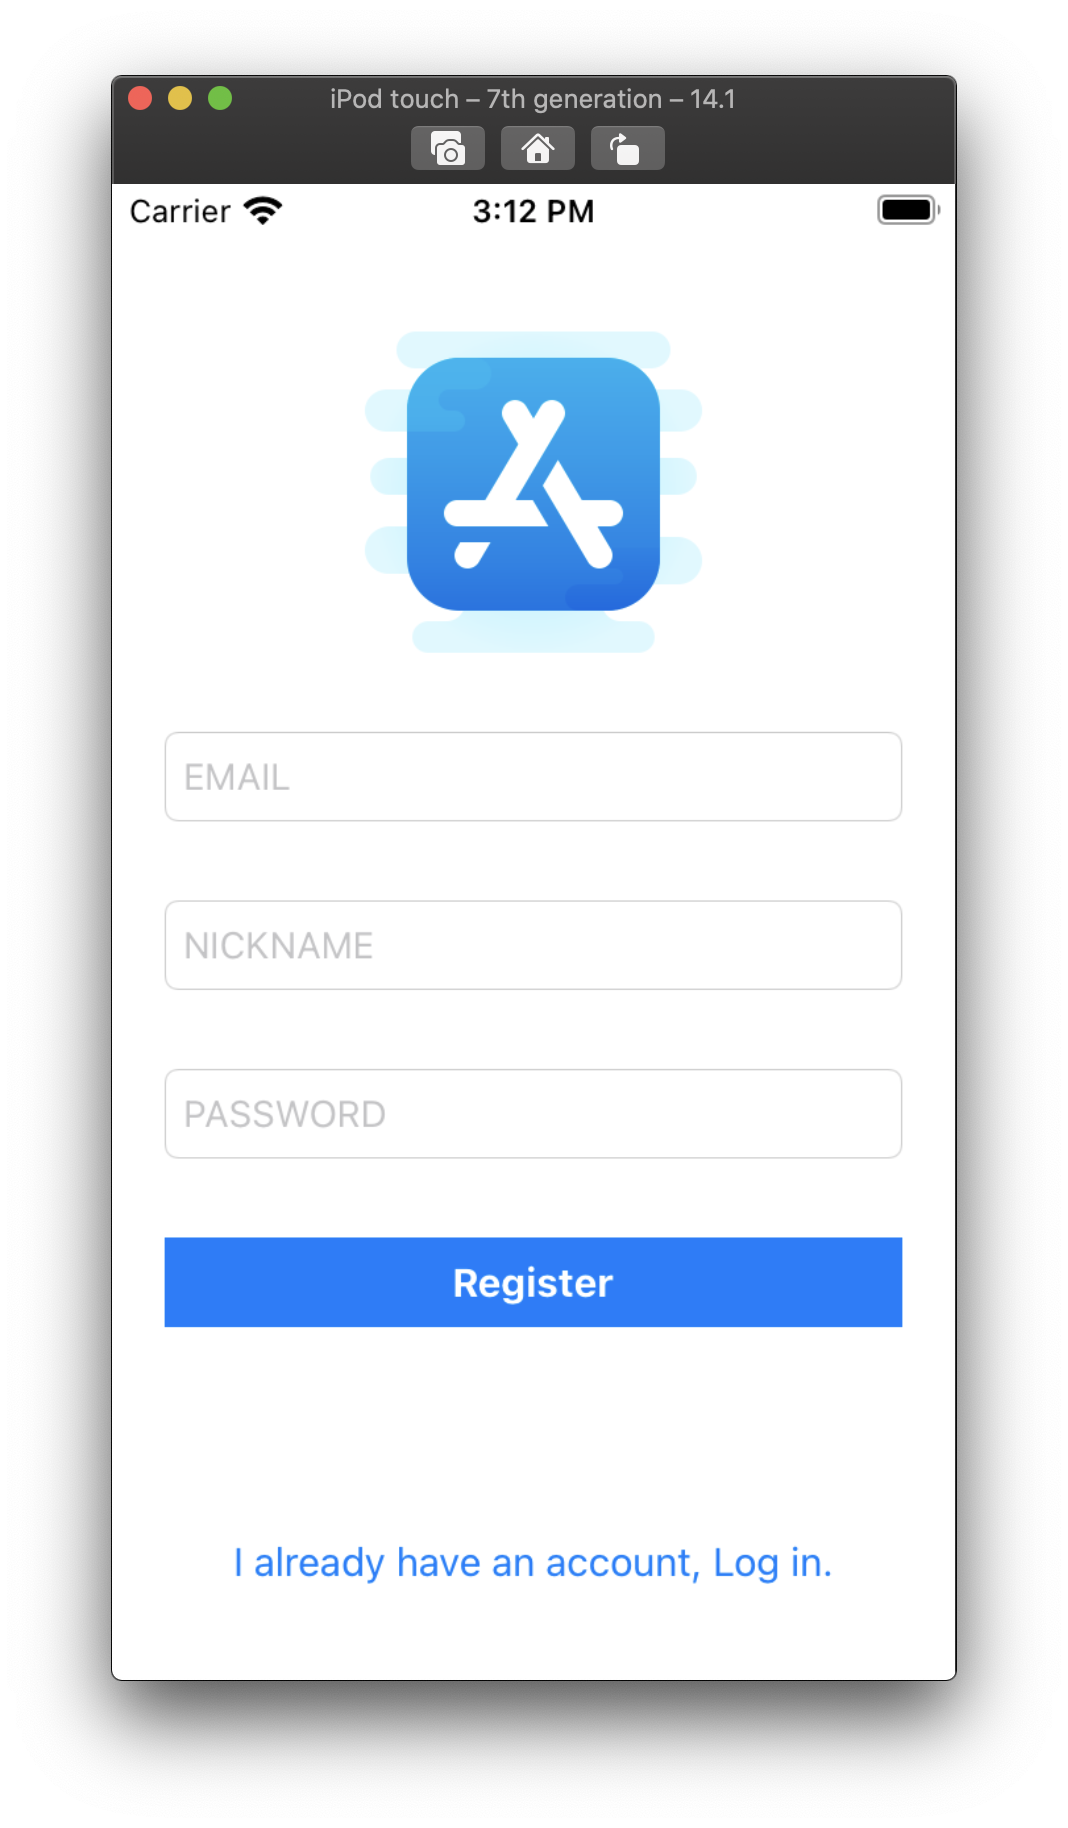 iPod touch – 7th generation – 14.1
Carrier 3:12 PM
EMAIL
NICKNAME
PASSWORD
Register
I already have an account, Log in.